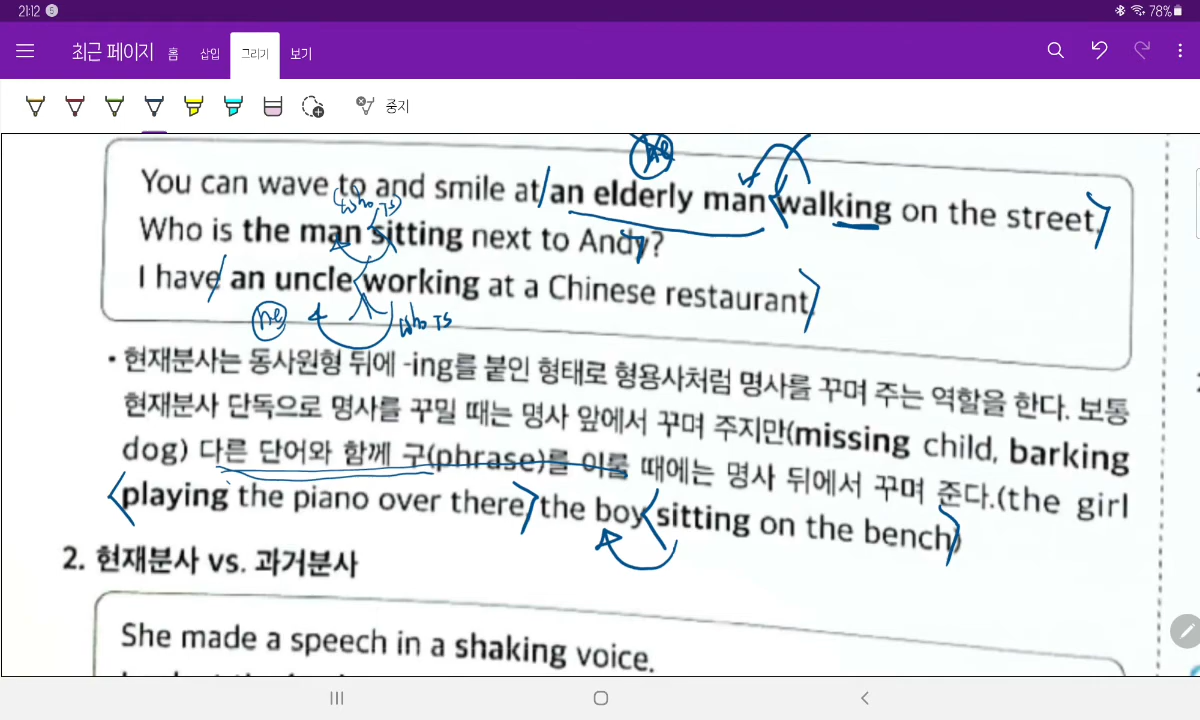 21:12
78%
최근 페이지 홈 삽입 그리기 보기
중지
You can wave to and smile at an elderly man walking on the street.
(who is)
Who is the man sitting next to Andy?
I have an uncle working at a Chinese restaurant.
who is
• 현재분사는 동사원형 뒤에 -ing를 붙인 형태로 형용사처럼 명사를 꾸며 주는 역할을 한다. 보통
현재분사 단독으로 명사를 꾸밀 때는 명사 앞에서 꾸며 주지만(missing child, barking
dog) 다른 단어와 함께 구(phrase)를 이룰 때에는 명사 뒤에서 꾸며 준다.(the girl
playing the piano over there, the boy sitting on the bench)
2. 현재분사 vs. 과거분사
She made a speech in a shaking voice.